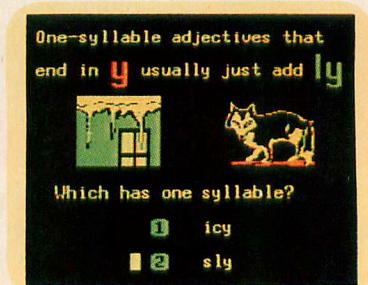 One-syllable adjectives that
end in y usually just add ly
Which has one syllable?
1 icy
2 sly